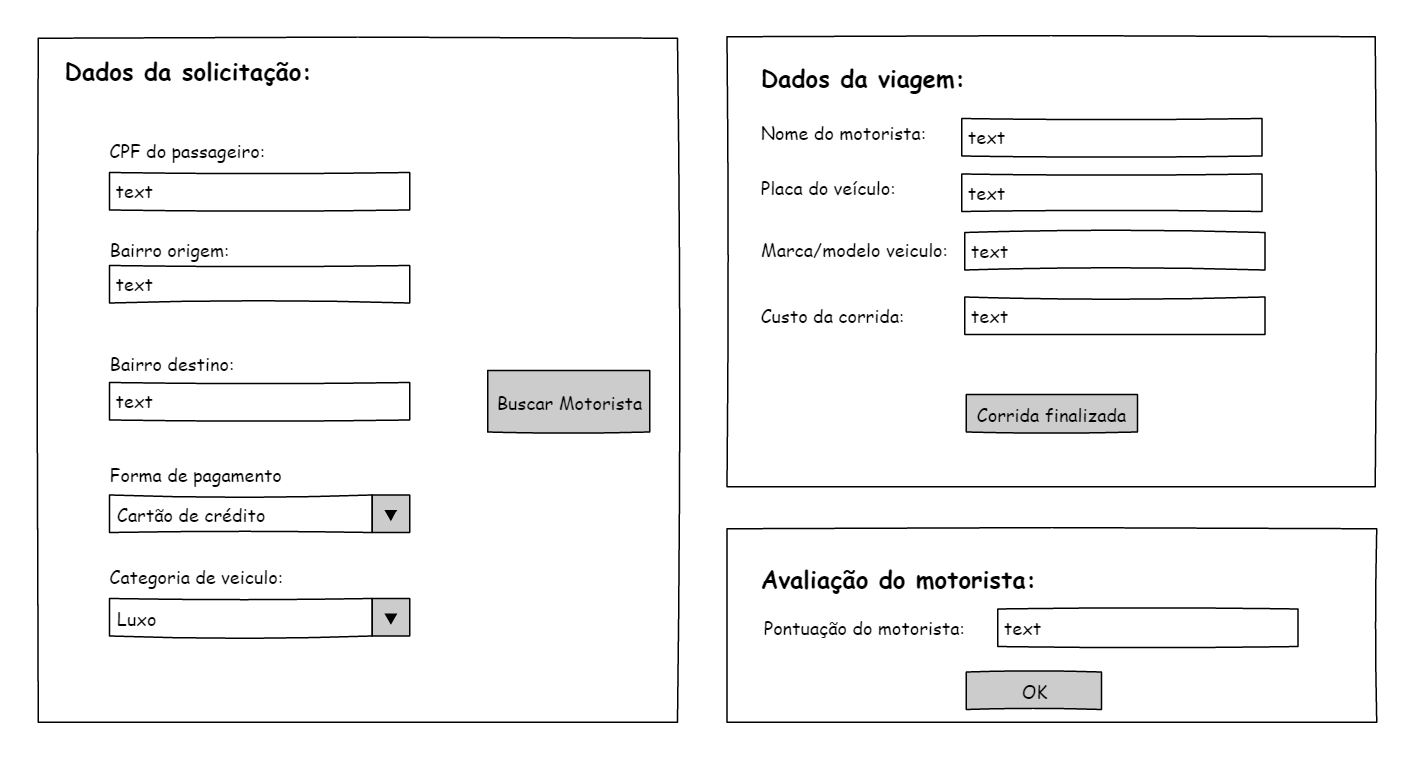 Dados da solicitação:
CPF do passageiro:
text
Bairro origem:
text
Bairro destino:
text
Buscar Motorista
Forma de pagamento
Cartão de crédito
Categoria de veiculo:
Luxo
Dados da viagem:
Nome do motorista: text
Placa do veículo: text
Marca/modelo veiculo: text
Custo da corrida: text
Corrida finalizada
Avaliação do motorista:
Pontuação do motorista: text
OK